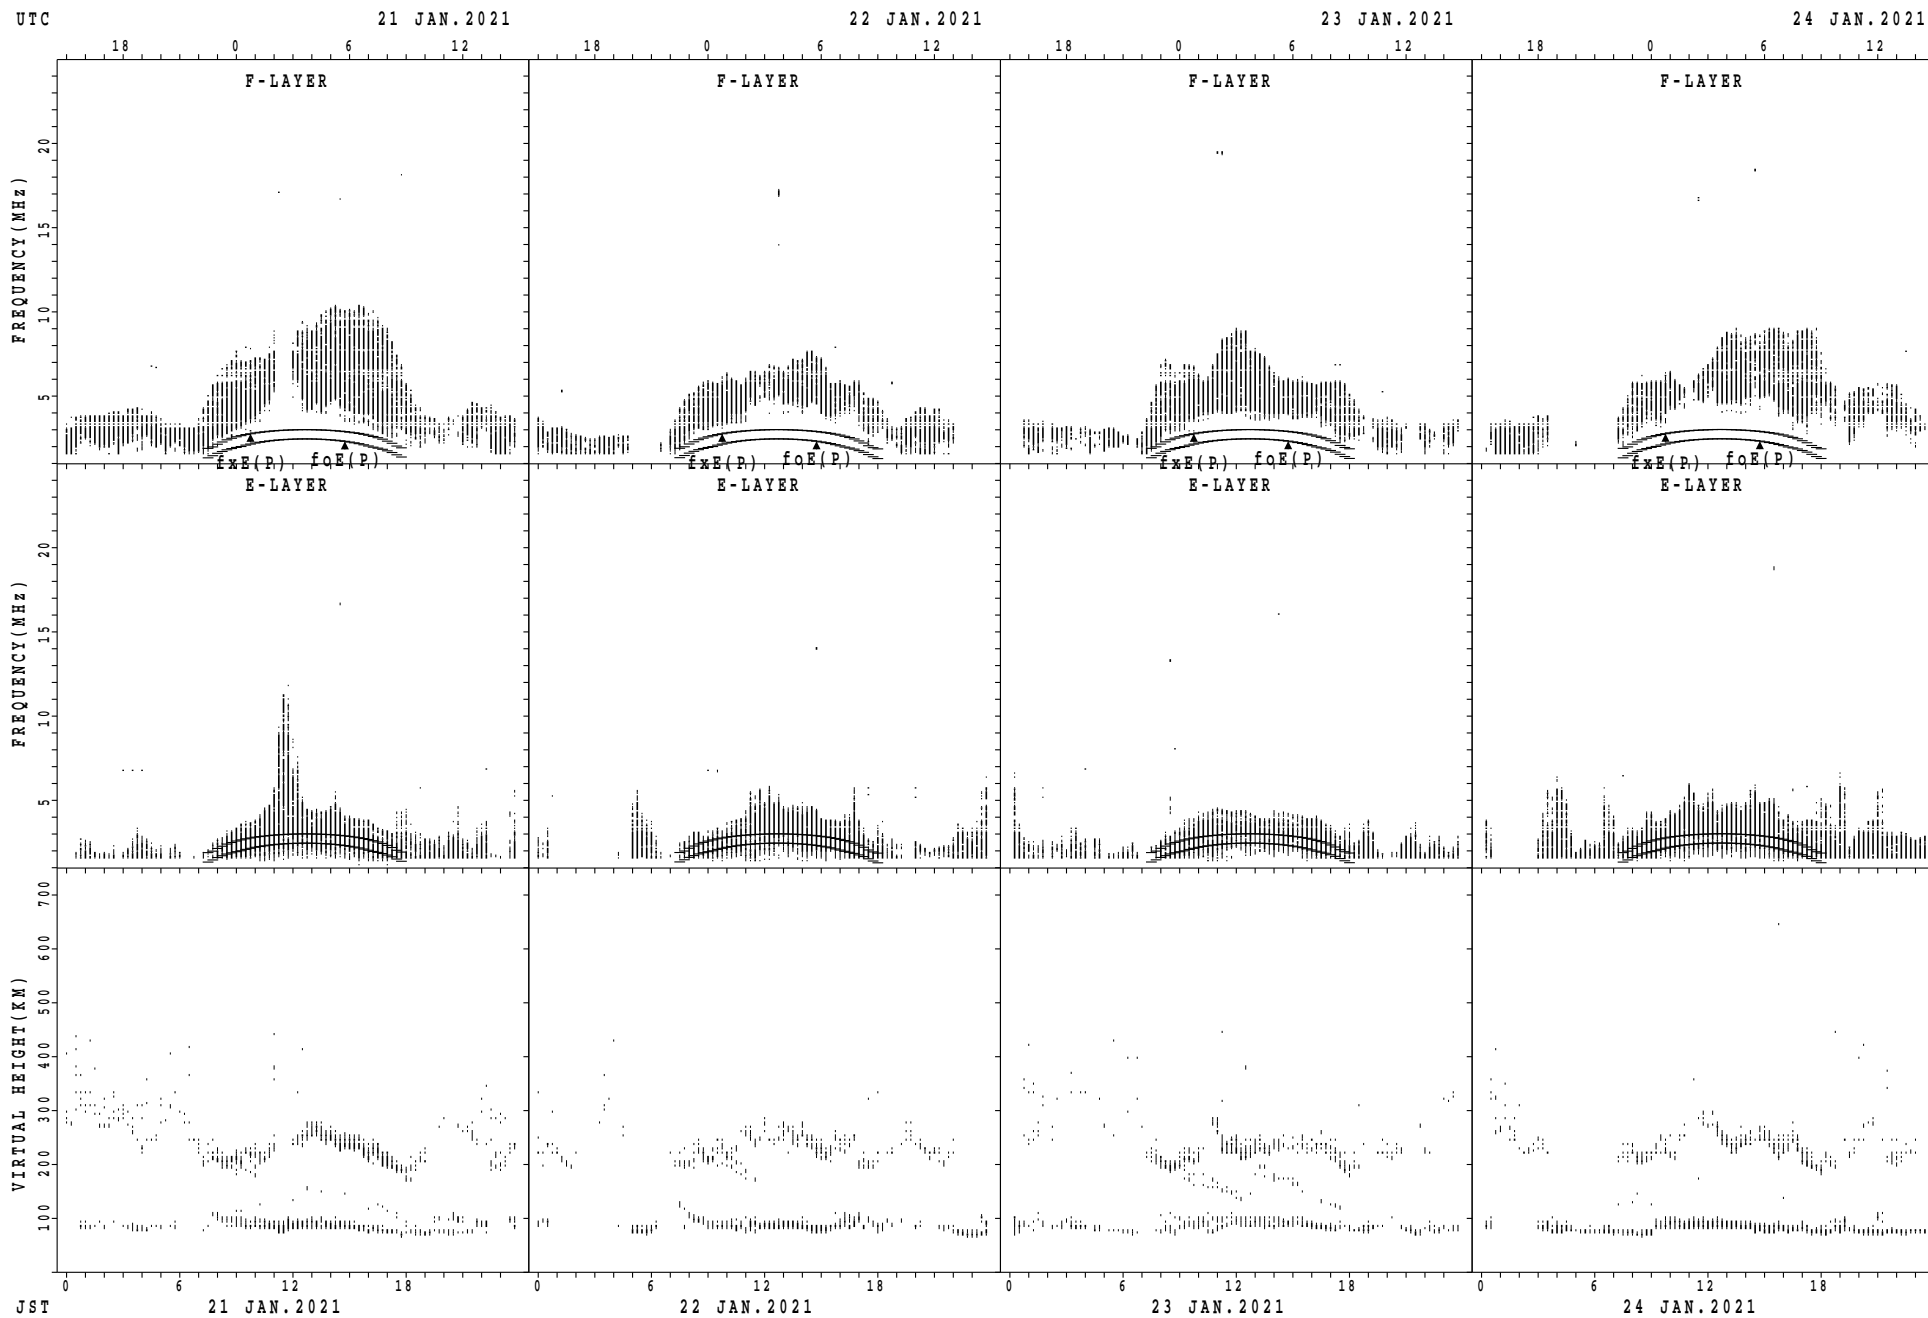 UTC 21 JAN.2021 22 JAN.2021 23 JAN.2021 24 JAN.2021
18 0 6 12 18 0 6 12 18 0 6 12 18 0 6 12
F-LAYER F-LAYER F-LAYER F-LAYER
FREQUENCY(MHz)
20
15
10
5
fxE(P) foE(P) fxE(P) foE(P) fxE(P) foE(P) fxE(P) foE(P)
E-LAYER E-LAYER E-LAYER E-LAYER
FREQUENCY(MHz)
20
15
10
5
VIRTUAL HEIGHT(KM)
700
600
500
400
300
200
100
0 6 12 18 0 6 12 18 0 6 12 18 0 6 12 18
JST 21 JAN.2021 22 JAN.2021 23 JAN.2021 24 JAN.2021